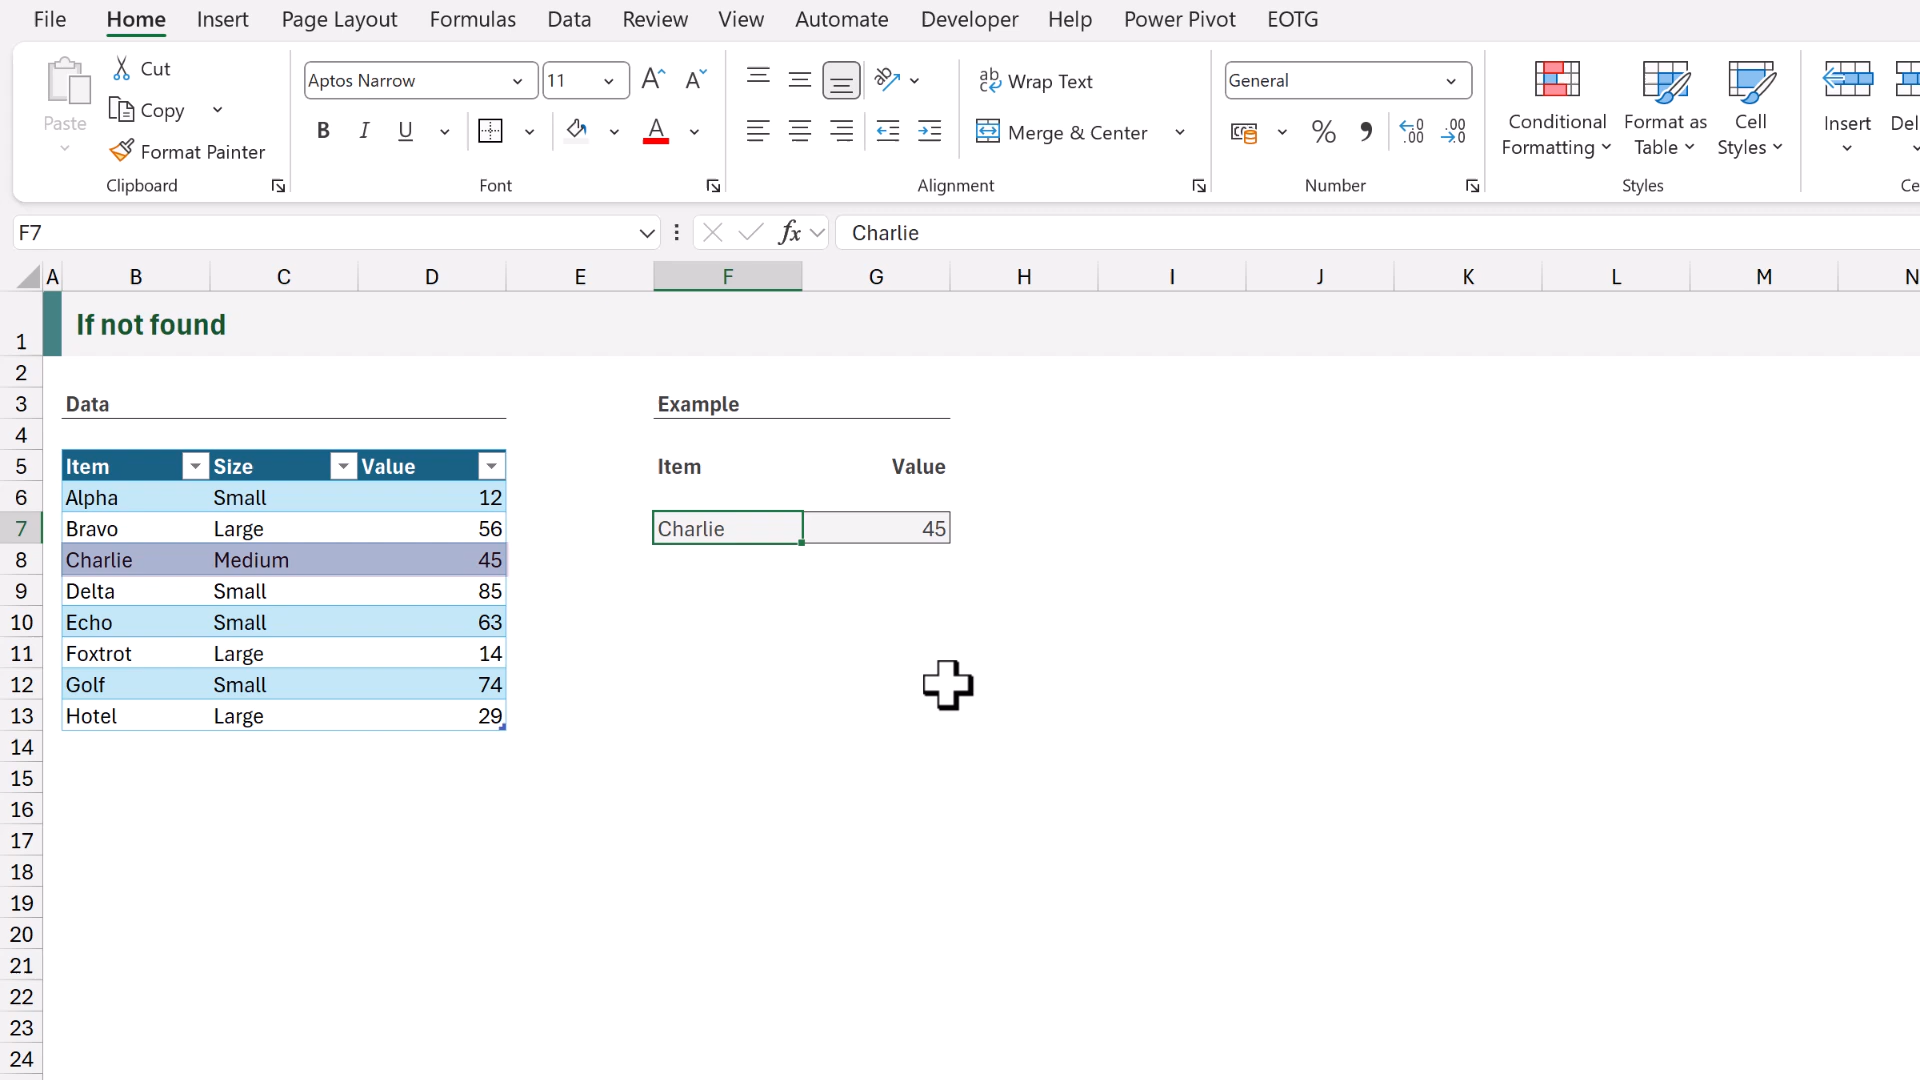 File Home Insert Page Layout Formulas Data Review View Automate Developer Help Power Pivot EOTG
Paste
Cut
Copy
Format Painter
Clipboard
Aptos Narrow 11
B I U
Font
Wrap Text
Merge & Center
Alignment
General
% 
Number
Conditional Formatting
Format as Table
Cell Styles
Styles
Insert
Del
Ce
F7 fx Charlie
A B C D E F G H I J K L M N
1 If not found
2
3 Data Example
4
5 Item Size Value Item Value
6 Alpha Small 12
7 Bravo Large 56 Charlie 45
8 Charlie Medium 45
9 Delta Small 85
10 Echo Small 63
11 Foxtrot Large 14
12 Golf Small 74
13 Hotel Large 29
14
15
16
17
18
19
20
21
22
23
24